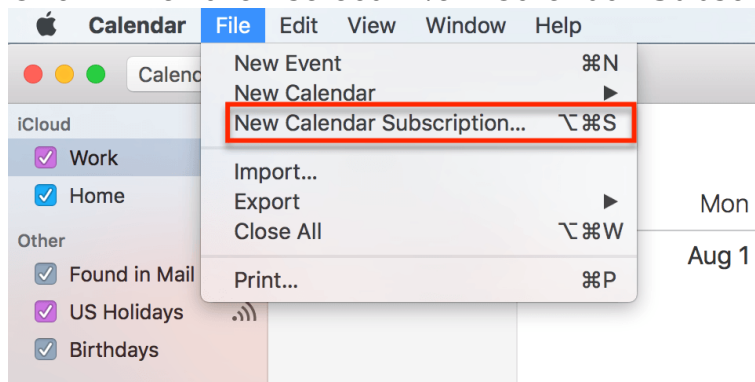 Calendar File Edit View Window Help
Calend
New Event ⌘N
New Calendar ▶
New Calendar Subscription... ⌥⌘S
Import...
Export ▶
Close All ⌥⌘W
Print... ⌘P
iCloud
Work
Home
Other
Found in Mail
US Holidays
Birthdays
Mon
Aug 1